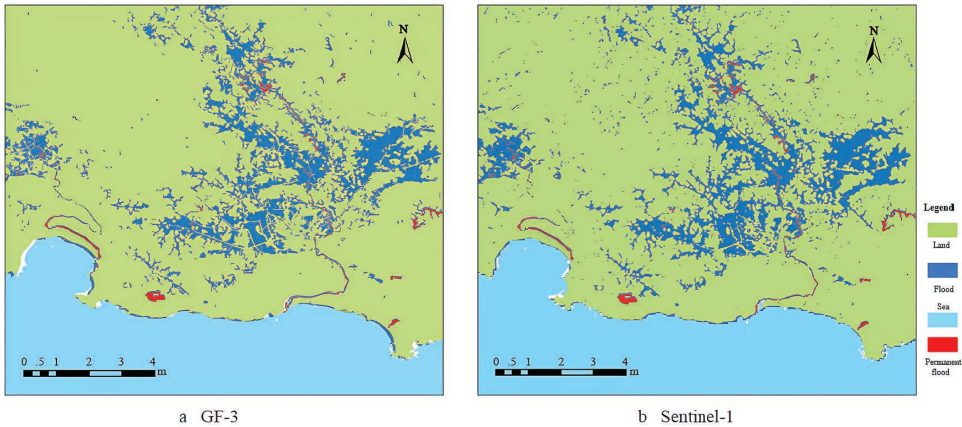 N
0 .5 1 2 3 4
m
a GF-3
N
0 .5 1 2 3 4
m
b Sentinel-1
Legend
Land
Flood
Sea
Permanent
flood